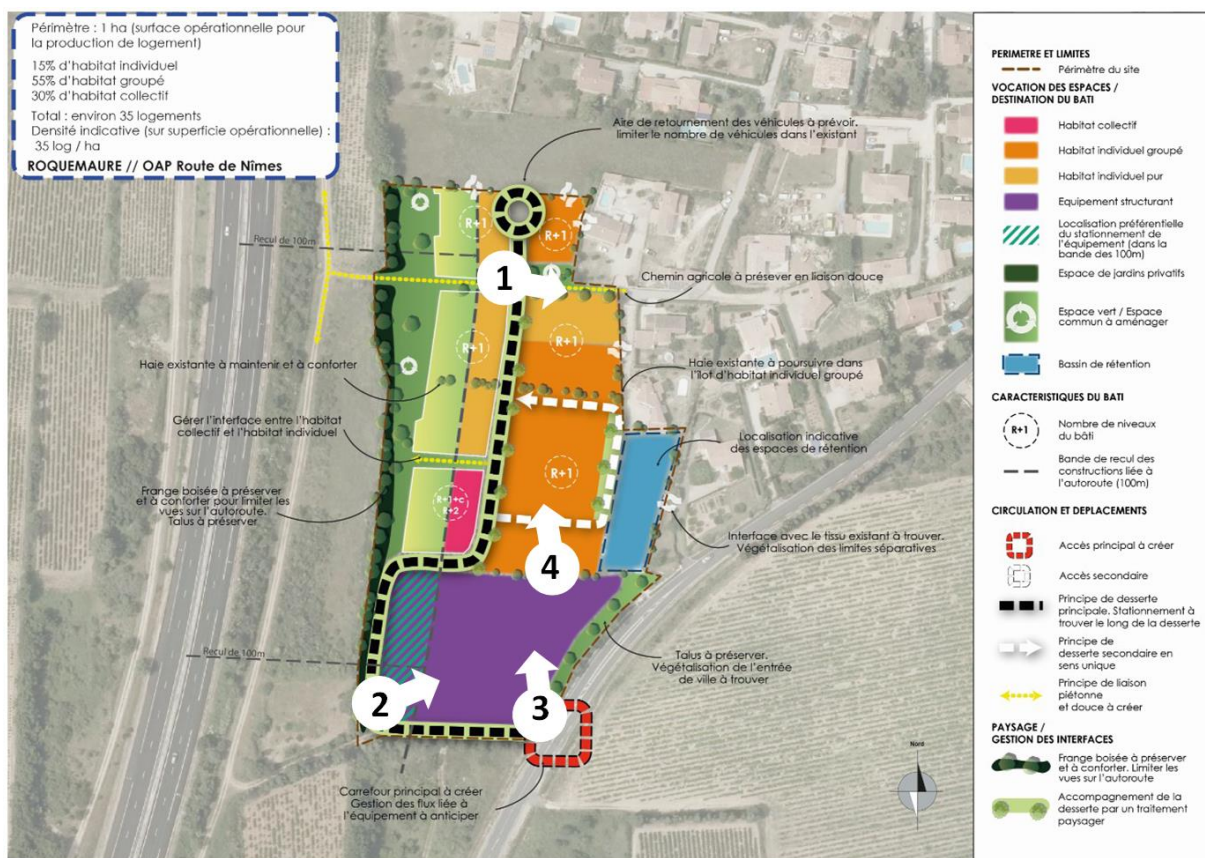 Périmètre : 1 ha (surface opérationnelle pour
la production de logement)
15% d'habitat individuel
55% d'habitat groupé
30% d'habitat collectif
Total : environ 35 logements
Densité indicative (sur superficie opérationnelle) :
35 log / ha
ROQUEMAURE // OAP Route de Nîmes
Aire de retournement des véhicules à prévoir.
limiter le nombre de véhicules dans l'existant
R+1
R+1
Recul de 100m
1
Chemin agricole à présever en liaison douce
R+1
R+1
Haie existante à maintenir et à conforter
Haie existante à poursuivre dans
l'îlot d'habitat individuel groupé
Gérer l'interface entre l'habitat
collectif et l'habitat individuel
Localisation indicative
des espaces de rétention
R+1
Frange boisée à préserver
et à conforter pour limiter les
vues sur l'autoroute.
Talus à préserver
R+1+c
R+2
Interface avec le tissu existant à trouver.
Végétalisation des limites séparatives
4
Recul de 100m
Talus à préserver.
Végétalisation de l'entrée
de ville à trouver
2
3
Carrefour principal à créer
Gestion des flux liée à
l'équipement à anticiper
Nord
PERIMETRE ET LIMITES
Périmètre du site
VOCATION DES ESPACES /
DESTINATION DU BATI
Habitat collectif
Habitat individuel groupé
Habitat individuel pur
Equipement structurant
Localisation préférentielle
du stationnement de
l'équipement (dans la
bande des 100m)
Espace de jardins privatifs
Espace vert / Espace
commun à aménager
Bassin de rétention
CARACTERISTIQUES DU BATI
R+1
Nombre de niveaux
du bâti
Bande de recul des
constructions liée à
l'autoroute (100m)
CIRCULATION ET DEPLACEMENTS
Accès principal à créer
Accès secondaire
Principe de desserte
principale. Stationnement à
trouver le long de la desserte
Principe de
desserte secondaire en
sens unique
Principe de liaison
piétonne
et douce à créer
PAYSAGE /
GESTION DES INTERFACES
Frange boisée à préserver
et à conforter. Limiter les
vues sur l'autoroute
Accompagnement de la
desserte par un traitement
paysager